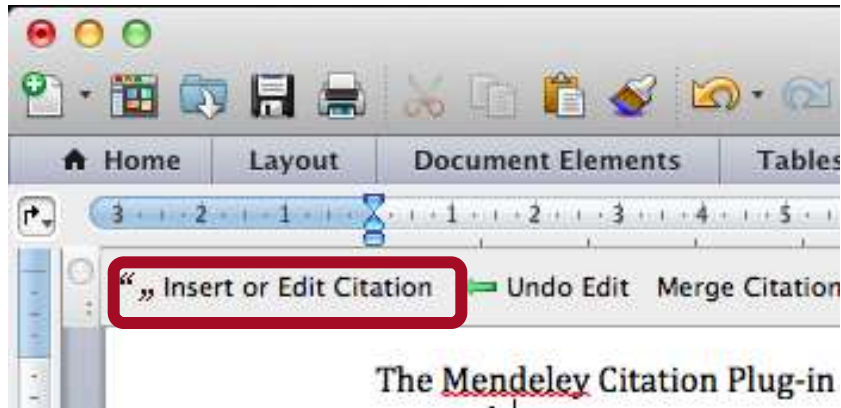 Home Layout Document Elements Tables
3 2 1 1 2 3 4 5
“„ Insert or Edit Citation Undo Edit Merge Citation
The Mendeley Citation Plug-in